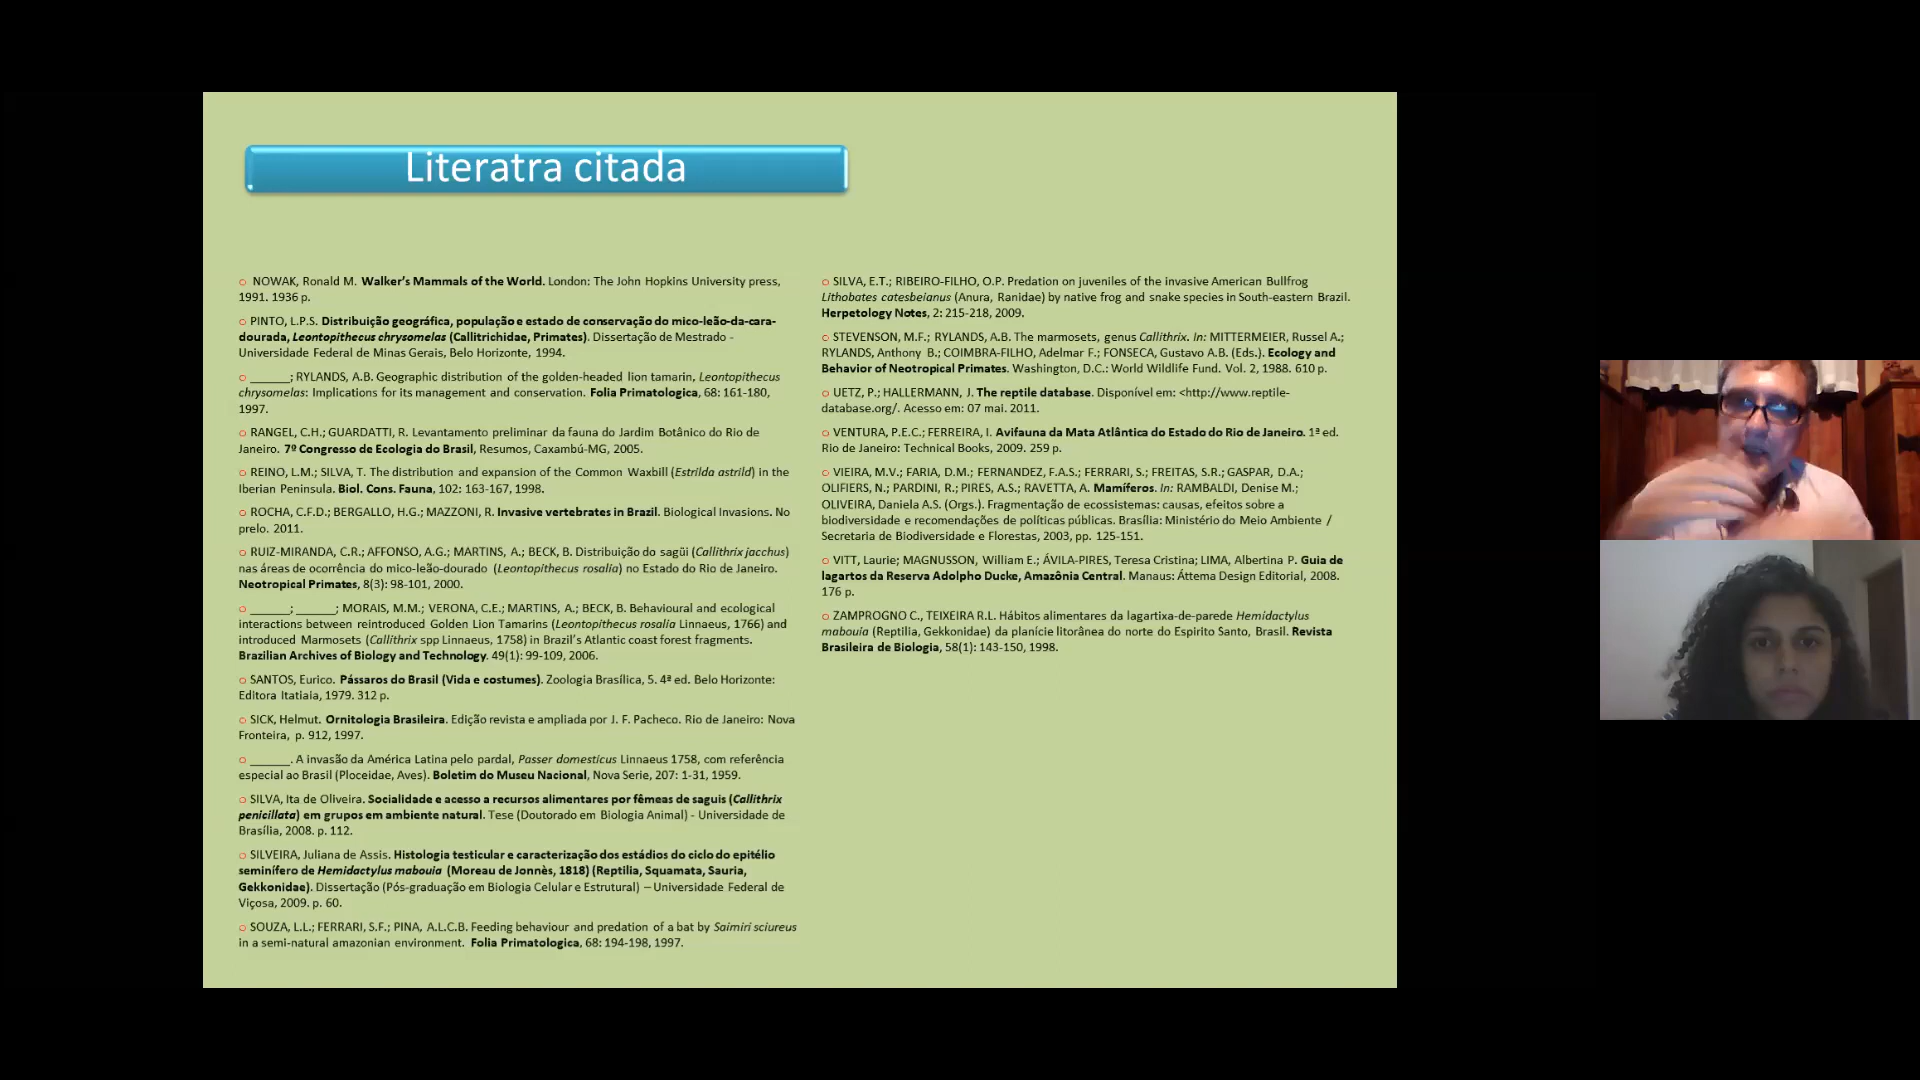 Literatra citada
NOWAK, Ronald M. Walker's Mammals of the World. London: The John Hopkins University press,
1991. 1936 p.
PINTO, L.P.S. Distribuição geográfica, população e estado de conservação do mico-leão-da-cara-
dourada, Leontopithecus chrysomelas (Callitrichidae, Primates). Dissertação de Mestrado -
Universidade Federal de Minas Gerais, Belo Horizonte, 1994.
______; RYLANDS, A.B. Geographic distribution of the golden-headed lion tamarin, Leontopithecus
chrysomelas: Implications for its management and conservation. Folia Primatologica, 68: 161-180,
1997.
RANGEL, C.H.; GUARDATTI, R. Levantamento preliminar da fauna do Jardim Botânico do Rio de
Janeiro. 7º Congresso de Ecologia do Brasil, Resumos, Caxambú-MG, 2005.
REINO, L.M.; SILVA, T. The distribution and expansion of the Common Waxbill (Estrilda astrild) in the
Iberian Peninsula. Biol. Cons. Fauna, 102: 163-167, 1998.
ROCHA, C.F.D.; BERGALLO, H.G.; MAZZONI, R. Invasive vertebrates in Brazil. Biological Invasions. No
prelo. 2011.
RUIZ-MIRANDA, C.R.; AFFONSO, A.G.; MARTINS, A.; BECK, B. Distribuição do sagüi (Callithrix jacchus)
nas áreas de ocorrência do mico-leão-dourado (Leontopithecus rosalia) no Estado do Rio de Janeiro.
Neotropical Primates, 8(3): 98-101, 2000.
______; ______; MORAIS, M.M.; VERONA, C.E.; MARTINS, A.; BECK, B. Behavioural and ecological
interactions between reintroduced Golden Lion Tamarins (Leontopithecus rosalia Linnaeus, 1766) and
introduced Marmosets (Callithrix spp Linnaeus, 1758) in Brazil's Atlantic coast forest fragments.
Brazilian Archives of Biology and Technology. 49(1): 99-109, 2006.
SANTOS, Eurico. Pássaros do Brasil (Vida e costumes). Zoologia Brasílica, 5. 4ª ed. Belo Horizonte:
Editora Itatiaia, 1979. 312 p.
SICK, Helmut. Ornitologia Brasileira. Edição revista e ampliada por J. F. Pacheco. Rio de Janeiro: Nova
Fronteira, p. 912, 1997.
______. A invasão da América Latina pelo pardal, Passer domesticus Linnaeus 1758, com referência
especial ao Brasil (Ploceidae, Aves). Boletim do Museu Nacional, Nova Serie, 207: 1-31, 1959.
SILVA, Ita de Oliveira. Socialidade e acesso a recursos alimentares por fêmeas de saguis (Callithrix
penicillata) em grupos em ambiente natural. Tese (Doutorado em Biologia Animal) - Universidade de
Brasília, 2008. p. 112.
SILVEIRA, Juliana de Assis. Histologia testicular e caracterização dos estádios do ciclo do epitélio
seminífero de Hemidactylus mabouia (Moreau de Jonnès, 1818) (Reptilia, Squamata, Sauria,
Gekkonidae). Dissertação (Pós-graduação em Biologia Celular e Estrutural) – Universidade Federal de
Viçosa, 2009. p. 60.
SOUZA, L.L.; FERRARI, S.F.; PINA, A.L.C.B. Feeding behaviour and predation of a bat by Saimiri sciureus
in a semi-natural amazonian environment. Folia Primatologica, 68: 194-198, 1997.
SILVA, E.T.; RIBEIRO-FILHO, O.P. Predation on juveniles of the invasive American Bullfrog
Lithobates catesbeianus (Anura, Ranidae) by native frog and snake species in South-eastern Brazil.
Herpetology Notes, 2: 215-218, 2009.
STEVENSON, M.F.; RYLANDS, A.B. The marmosets, genus Callithrix. In: MITTERMEIER, Russel A.;
RYLANDS, Anthony B.; COIMBRA-FILHO, Adelmar F.; FONSECA, Gustavo A.B. (Eds.). Ecology and
Behavior of Neotropical Primates. Washington, D.C.: World Wildlife Fund. Vol. 2, 1988. 610 p.
UETZ, P.; HALLERMANN, J. The reptile database. Disponível em: <http://www.reptile-
database.org/. Acesso em: 07 mai. 2011.
VENTURA, P.E.C.; FERREIRA, I. Avifauna da Mata Atlântica do Estado do Rio de Janeiro. 1ª ed.
Rio de Janeiro: Technical Books, 2009. 259 p.
VIEIRA, M.V.; FARIA, D.M.; FERNANDEZ, F.A.S.; FERRARI, S.; FREITAS, S.R.; GASPAR, D.A.;
OLIFIERS, N.; PARDINI, R.; PIRES, A.S.; RAVETTA, A. Mamíferos. In: RAMBALDI, Denise M.;
OLIVEIRA, Daniela A.S. (Orgs.). Fragmentação de ecossistemas: causas, efeitos sobre a
biodiversidade e recomendações de políticas públicas. Brasília: Ministério do Meio Ambiente /
Secretaria de Biodiversidade e Florestas, 2003, pp. 125-151.
VITT, Laurie; MAGNUSSON, William E.; ÁVILA-PIRES, Teresa Cristina; LIMA, Albertina P. Guia de
lagartos da Reserva Adolpho Ducke, Amazônia Central. Manaus: Áttema Design Editorial, 2008.
176 p.
ZAMPROGNO C., TEIXEIRA R.L. Hábitos alimentares da lagartixa-de-parede Hemidactylus
mabouia (Reptilia, Gekkonidae) da planície litorânea do norte do Espirito Santo, Brasil. Revista
Brasileira de Biologia, 58(1): 143-150, 1998.